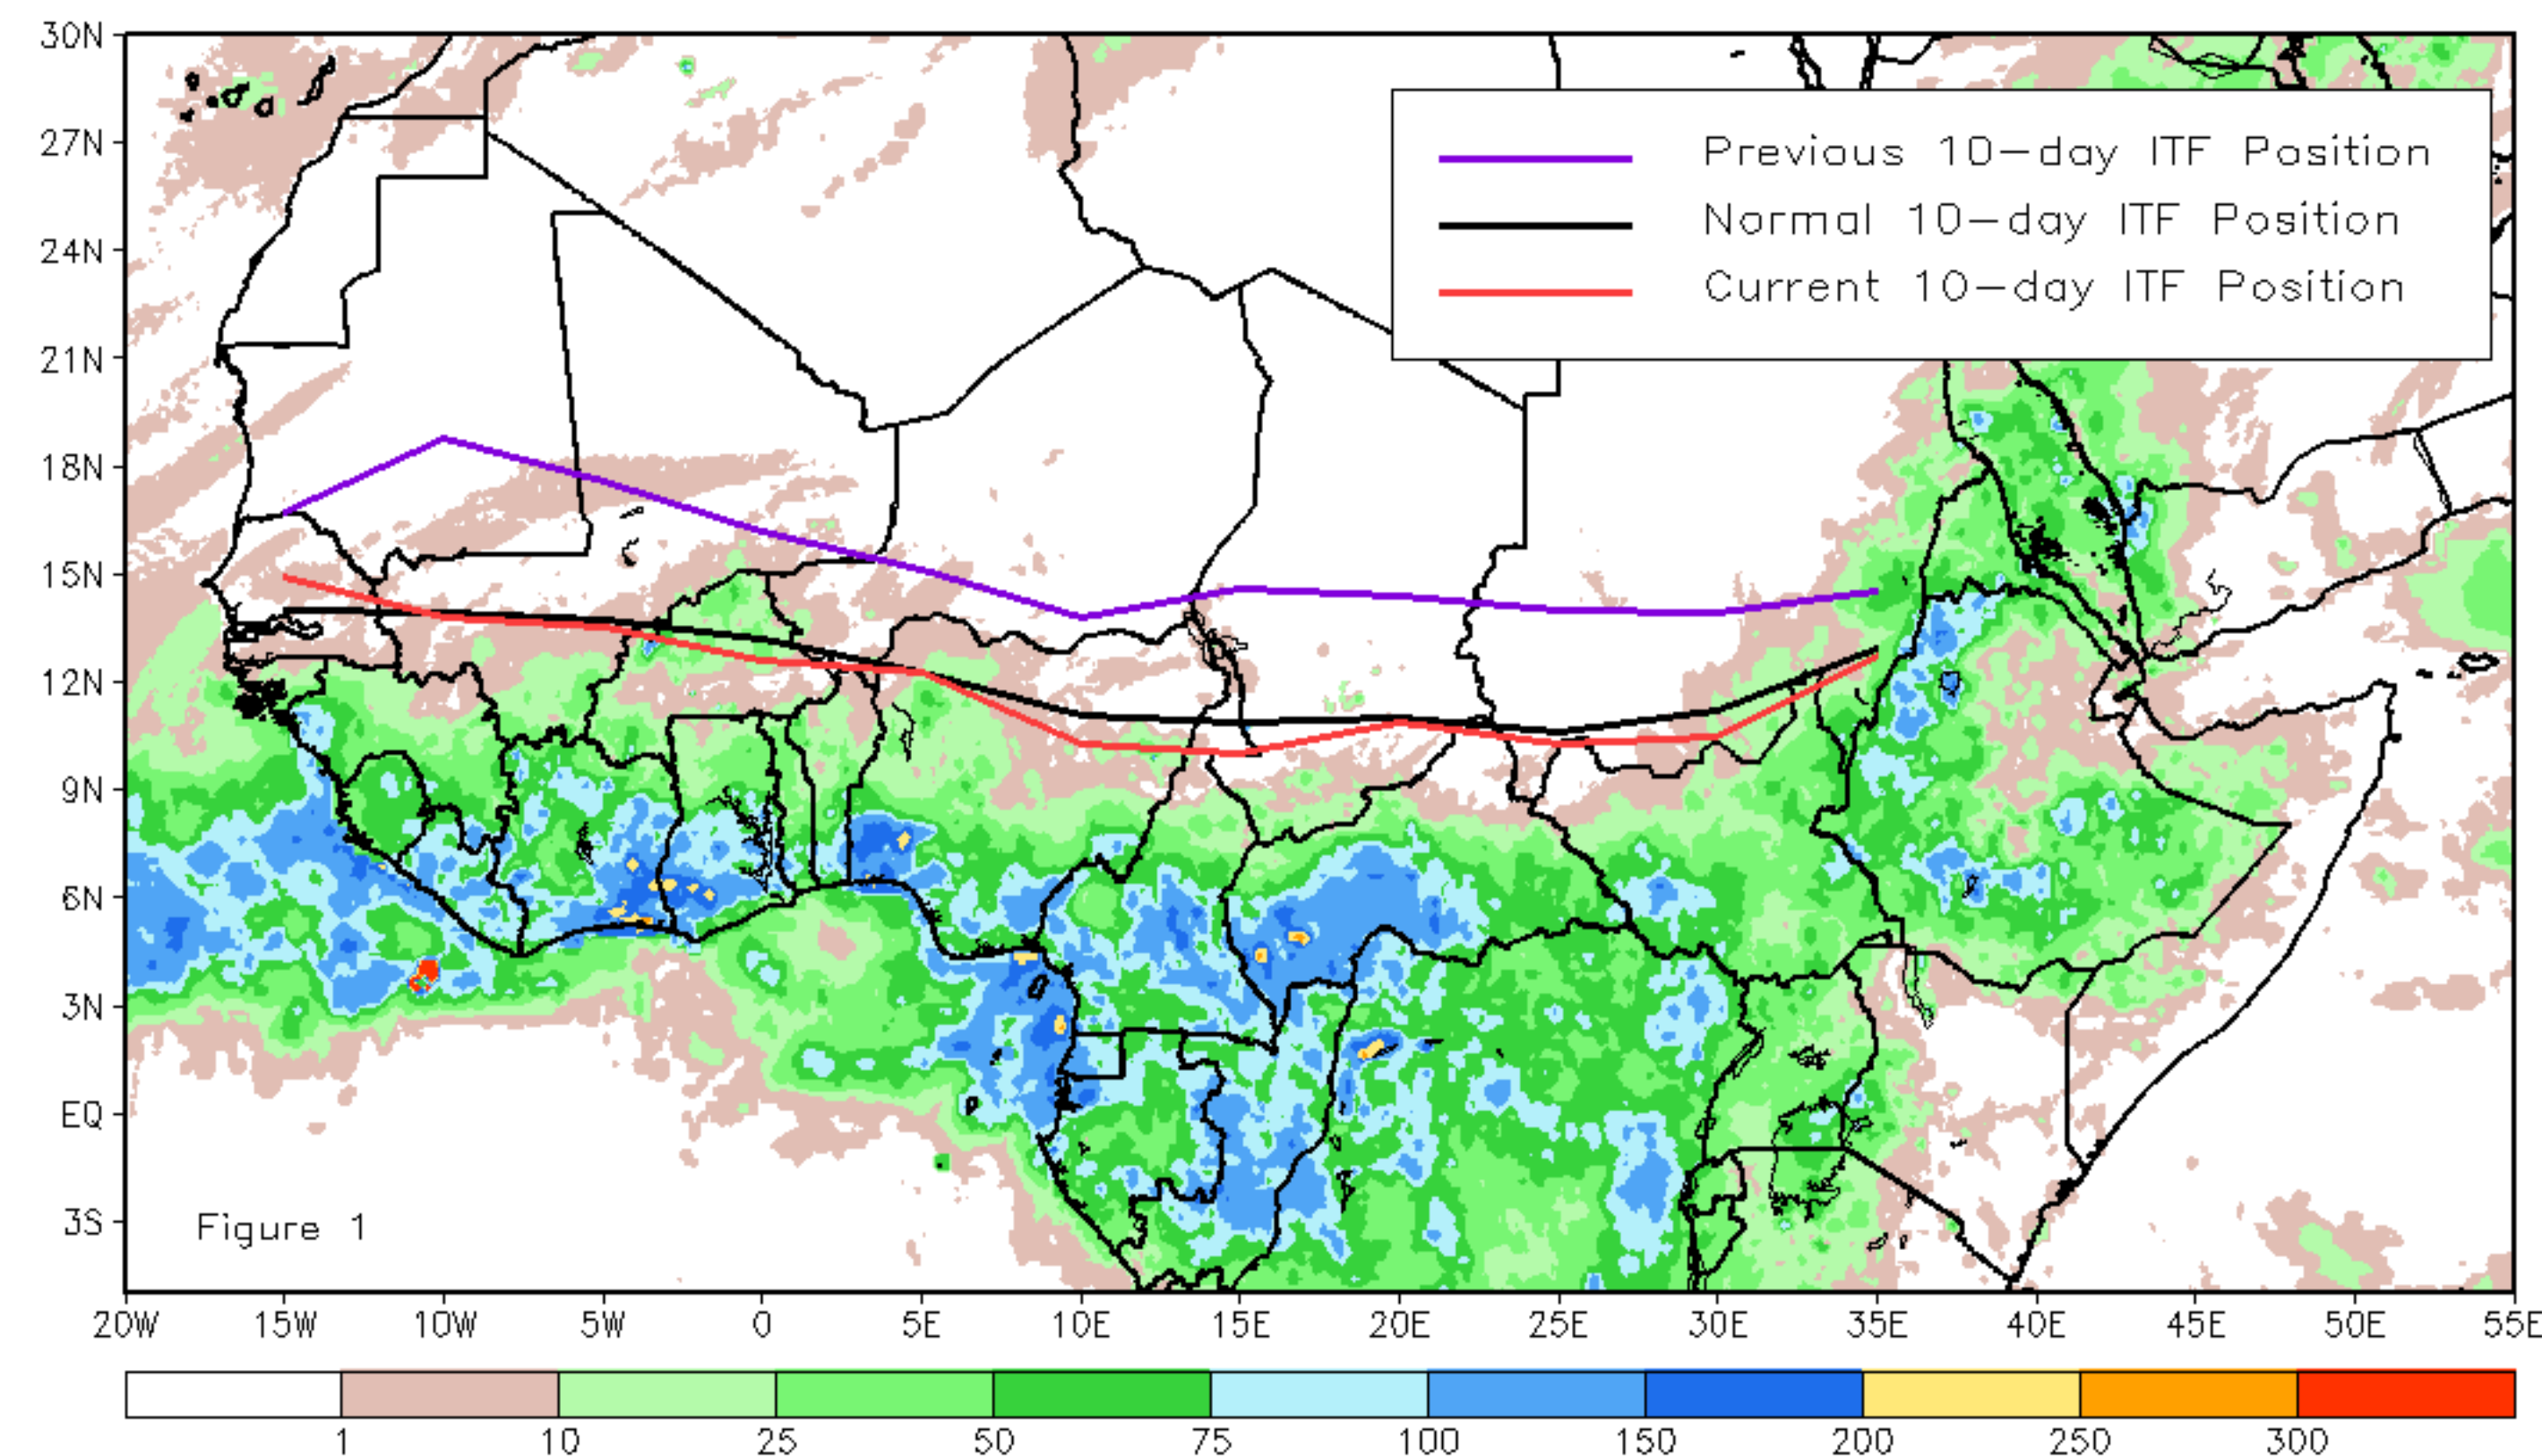 30N
27N
24N
21N
18N
15N
12N
9N
6N
3N
EQ
3S
Previous 10-day ITF Position
Normal 10-day ITF Position
Current 10-day ITF Position
Figure 1
20W 15W 10W 5W 0 5E 10E 15E 20E 25E 30E 35E 40E 45E 50E 55E
1 10 25 50 75 100 150 200 250 300